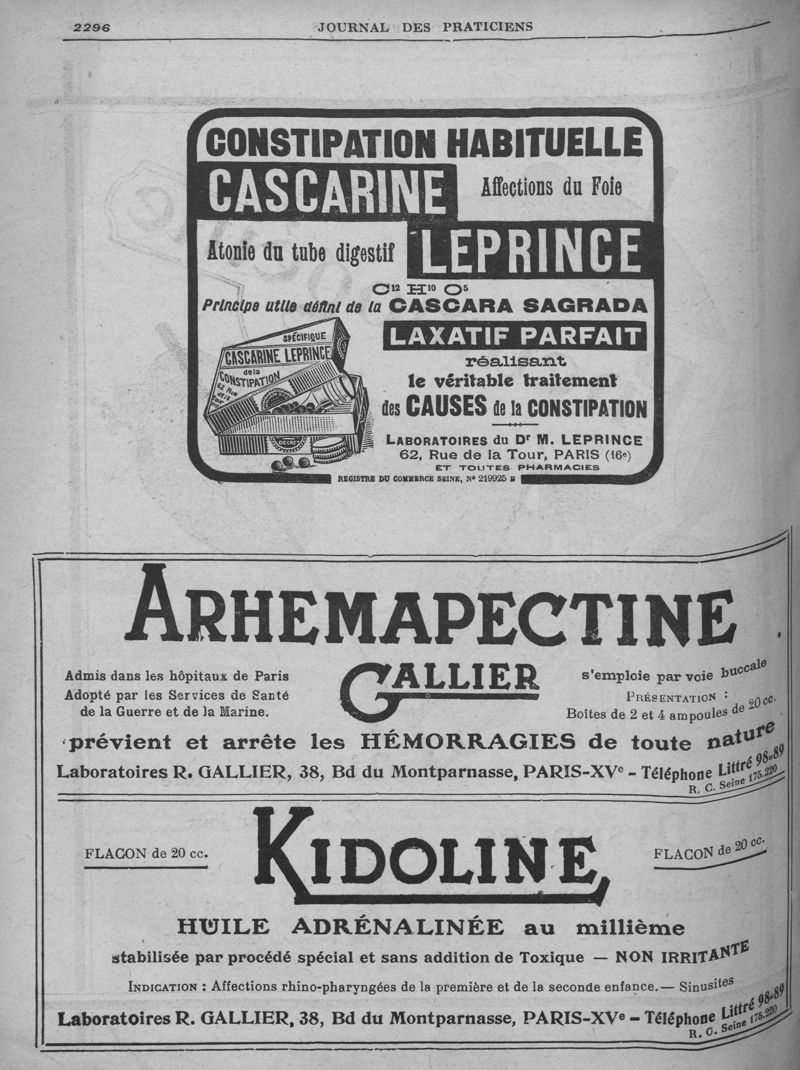 2296
JOURNAL DES PRATICIENS
CONSTIPATION HABITUELLE
CASCARINE
Affections du Foie
Atonie du tube digestif
LEPRINCE
C¹² H¹⁰ O⁵
Principe utile défini de la CASCARA SAGRADA
LAXATIF PARFAIT
réalisant
le véritable traitement
des CAUSES de la CONSTIPATION
SPÉCIFIQUE
CASCARINE LEPRINCE
de la
CONSTIPATION
62 Rue
de la
Tour
LABORATOIRES du Dʳ M. LEPRINCE
62, Rue de la Tour, PARIS (16ᵉ)
ET TOUTES PHARMACIES
REGISTRE DU COMMERCE SEINE, Nº 219925 B
ARHEMAPECTINE
GALLIER
Admis dans les hôpitaux de Paris
Adopté par les Services de Santé
de la Guerre et de la Marine.
s'emploie par voie buccale
PRÉSENTATION :
Boîtes de 2 et 4 ampoules de 20 cc.
prévient et arrête les HÉMORRAGIES de toute nature
Laboratoires R. GALLIER, 38, Bd du Montparnasse, PARIS-XVᵉ - Téléphone Littré 98-89
R. C. Seine 175.220
FLACON de 20 cc.
KIDOLINE
FLACON de 20 cc.
HUILE ADRÉNALINÉE au millième
stabilisée par procédé spécial et sans addition de Toxique — NON IRRITANTE
INDICATION : Affections rhino-pharyngées de la première et de la seconde enfance. — Sinusites
Laboratoires R. GALLIER, 38, Bd du Montparnasse, PARIS-XVᵉ - Téléphone Littré 98-89
R. C. Seine 175.220